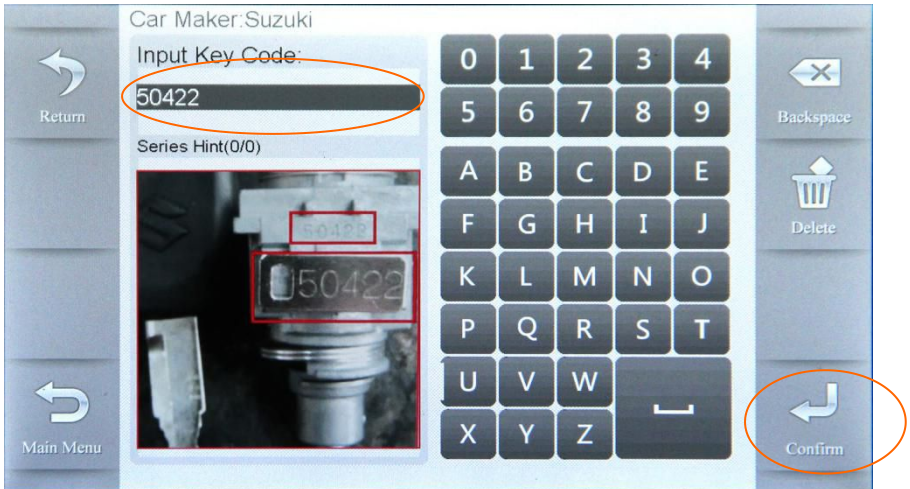 Car Maker:Suzuki
Input Key Code:
50422
Series Hint(0/0)
50422
50422
Return
Main Menu
0 1 2 3 4
5 6 7 8 9
A B C D E
F G H I J
K L M N O
P Q R S T
U V W
X Y Z
Backspace
Delete
Confirm